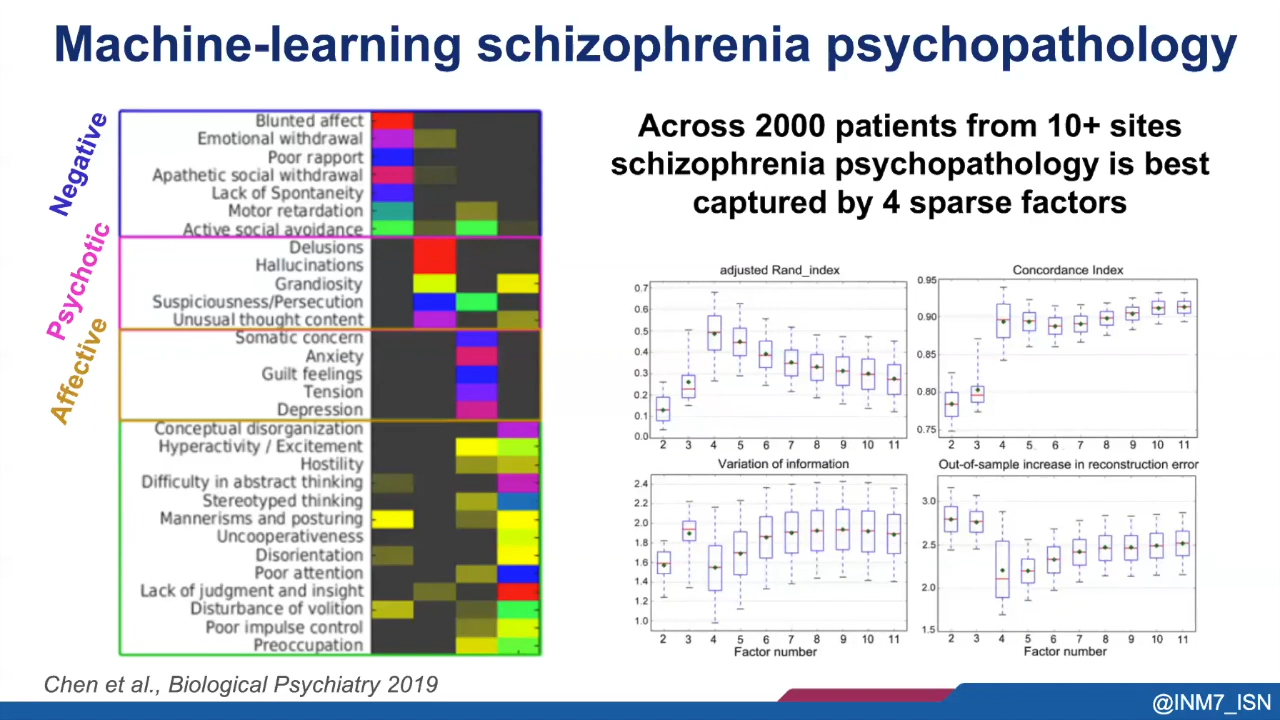 Machine-learning schizophrenia psychopathology
Negative
Psychotic
Affective
Blunted affect
Emotional withdrawal
Poor rapport
Apathetic social withdrawal
Lack of Spontaneity
Motor retardation
Active social avoidance
Delusions
Hallucinations
Grandiosity
Suspiciousness/Persecution
Unusual thought content
Somatic concern
Anxiety
Guilt feelings
Tension
Depression
Conceptual disorganization
Hyperactivity / Excitement
Hostility
Difficulty in abstract thinking
Stereotyped thinking
Mannerisms and posturing
Uncooperativeness
Disorientation
Poor attention
Lack of judgment and insight
Disturbance of volition
Poor impulse control
Preoccupation
Across 2000 patients from 10+ sites
schizophrenia psychopathology is best
captured by 4 sparse factors
adjusted Rand_index
0.7
0.6
0.5
0.4
0.3
0.2
0.1
0.0
2 3 4 5 6 7 8 9 10 11
Concordance Index
0.95
0.90
0.85
0.80
0.75
2 3 4 5 6 7 8 9 10 11
Variation of information
2.4
2.2
2.0
1.8
1.6
1.4
1.2
1.0
2 3 4 5 6 7 8 9 10 11
Factor number
Out-of-sample increase in reconstruction error
3.0
2.5
2.0
1.5
2 3 4 5 6 7 8 9 10 11
Factor number
Chen et al., Biological Psychiatry 2019
@INM7_ISN